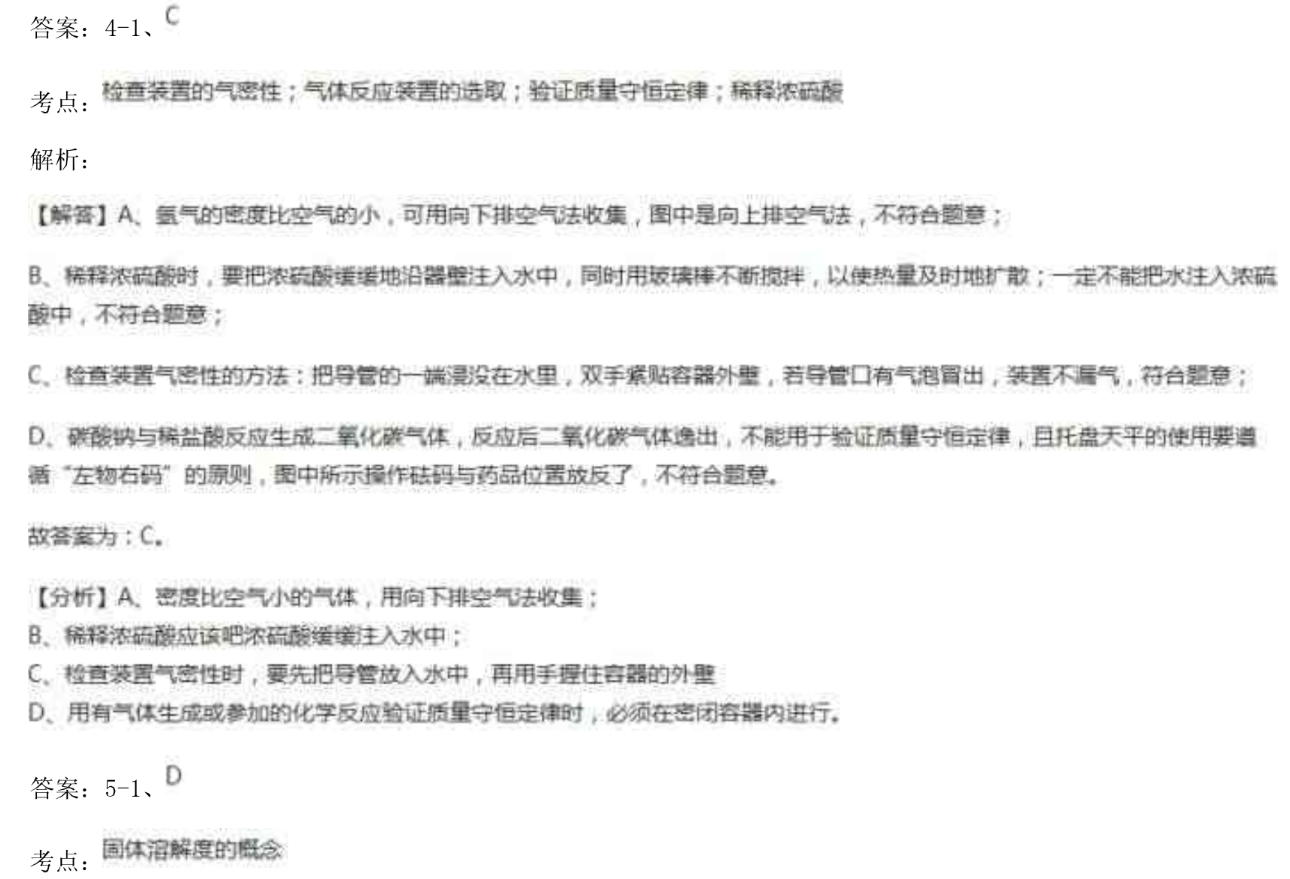 答案：4-1、C
考点：检查装置的气密性；气体反应装置的选取；验证质量守恒定律；稀释浓硫酸
解析：
【解答】A、氢气的密度比空气的小，可用向下排空气法收集，图中是向上排空气法，不符合题意；
B、稀释浓硫酸时，要把浓硫酸缓缓地沿器壁注入水中，同时用玻璃棒不断搅拌，以使热量及时地扩散；一定不能把水注入浓硫
酸中，不符合题意；
C、检查装置气密性的方法：把导管的一端浸没在水里，双手紧贴容器外壁，若导管口有气泡冒出，装置不漏气，符合题意；
D、碳酸钠与稀盐酸反应生成二氧化碳气体，反应后二氧化碳气体逸出，不能用于验证质量守恒定律，且托盘天平的使用要遵
循“左物右码”的原则，图中所示操作砝码与药品位置放反了，不符合题意。
故答案为：C。
【分析】A、密度比空气小的气体，用向下排空气法收集；
B、稀释浓硫酸应该吧浓硫酸缓缓注入水中；
C、检查装置气密性时，要先把导管放入水中，再用手握住容器的外壁
D、用有气体生成或参加的化学反应验证质量守恒定律时，必须在密闭容器内进行。
答案：5-1、D
考点：固体溶解度的概念